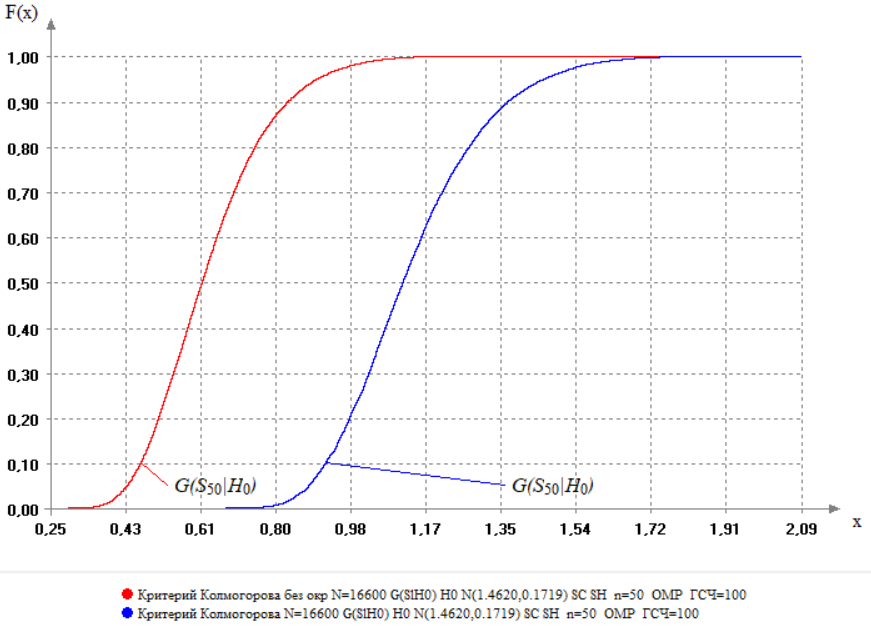 F(x)
1,00
0,90
0,80
0,70
0,60
0,50
0,40
0,30
0,20
0,10
0,00
G(S50|H0)
G(S50|H0)
0,25 0,43 0,61 0,80 0,98 1,17 1,35 1,54 1,72 1,91 2,09
x
Критерий Колмогорова без окр N=16600 G(S|H0) H0 N(1.4620,0.1719) SC SH n=50 ОМР ГСЧ=100
Критерий Колмогорова N=16600 G(S|H0) H0 N(1.4620,0.1719) SC SH n=50 ОМР ГСЧ=100